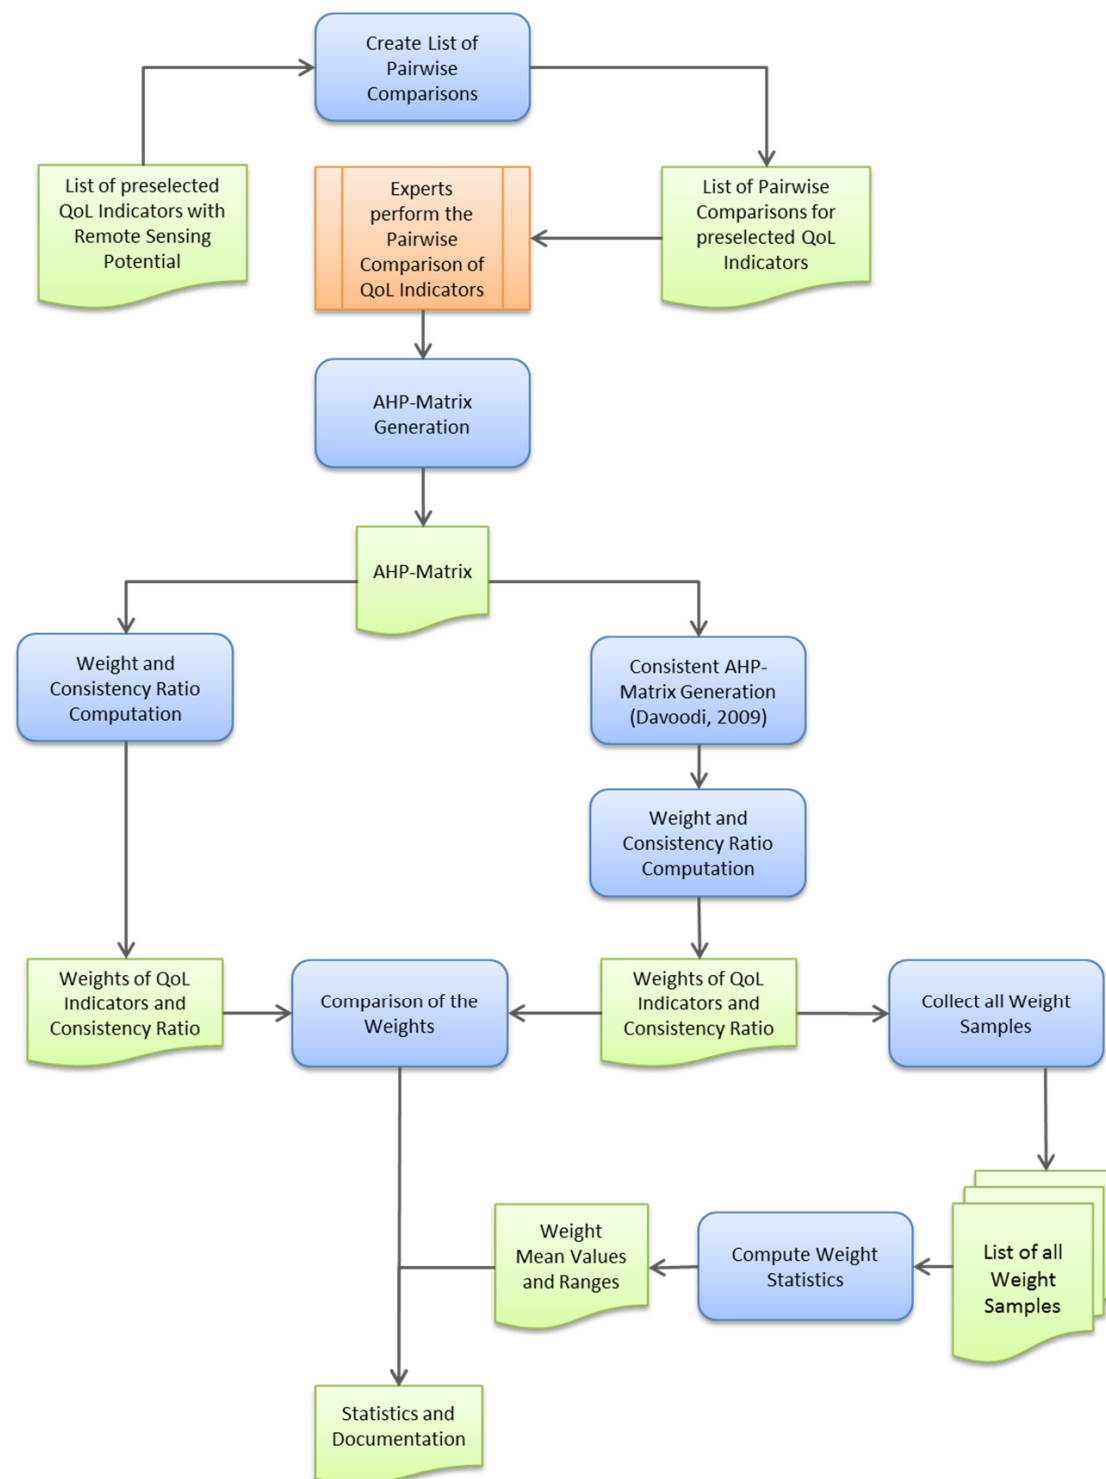 Create List of
Pairwise
Comparisons
List of preselected
QoL Indicators with
Remote Sensing
Potential
Experts
perform the
Pairwise
Comparison of
QoL Indicators
List of Pairwise
Comparisons for
preselected QoL
Indicators
AHP-Matrix
Generation
AHP-Matrix
Weight and
Consistency Ratio
Computation
Consistent AHP-
Matrix Generation
(Davoodi, 2009)
Weight and
Consistency Ratio
Computation
Weights of QoL
Indicators and
Consistency Ratio
Comparison of the
Weights
Weights of QoL
Indicators and
Consistency Ratio
Collect all Weight
Samples
Weight
Mean Values
and Ranges
Compute Weight
Statistics
List of all
Weight
Samples
Statistics and
Documentation